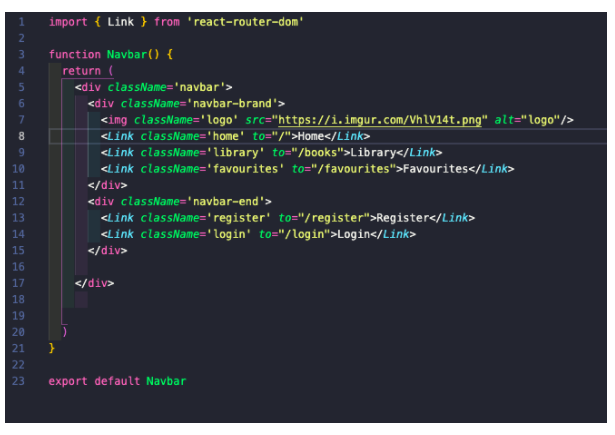 1 import { Link } from 'react-router-dom'
2
3 function Navbar() {
4   return (
5     <div className='navbar'>
6       <div className='navbar-brand'>
7         <img className='logo' src="https://i.imgur.com/VhlV14t.png" alt="logo"/>
8         <Link className='home' to="/">Home</Link>
9         <Link className='library' to="/books">Library</Link>
10         <Link className='favourites' to="/favourites">Favourites</Link>
11       </div>
12       <div className='navbar-end'>
13         <Link className='register' to="/register">Register</Link>
14         <Link className='login' to="/login">Login</Link>
15       </div>
16
17     </div>
18
19
20   )
21 }
22
23 export default Navbar